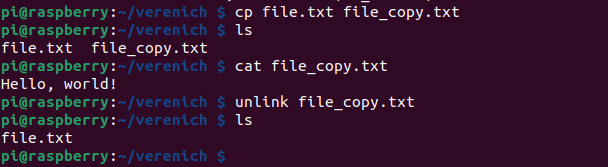 pi@raspberry:~/verenich $ cp file.txt file_copy.txt
pi@raspberry:~/verenich $ ls
file.txt  file_copy.txt
pi@raspberry:~/verenich $ cat file_copy.txt
Hello, world!
pi@raspberry:~/verenich $ unlink file_copy.txt
pi@raspberry:~/verenich $ ls
file.txt
pi@raspberry:~/verenich $